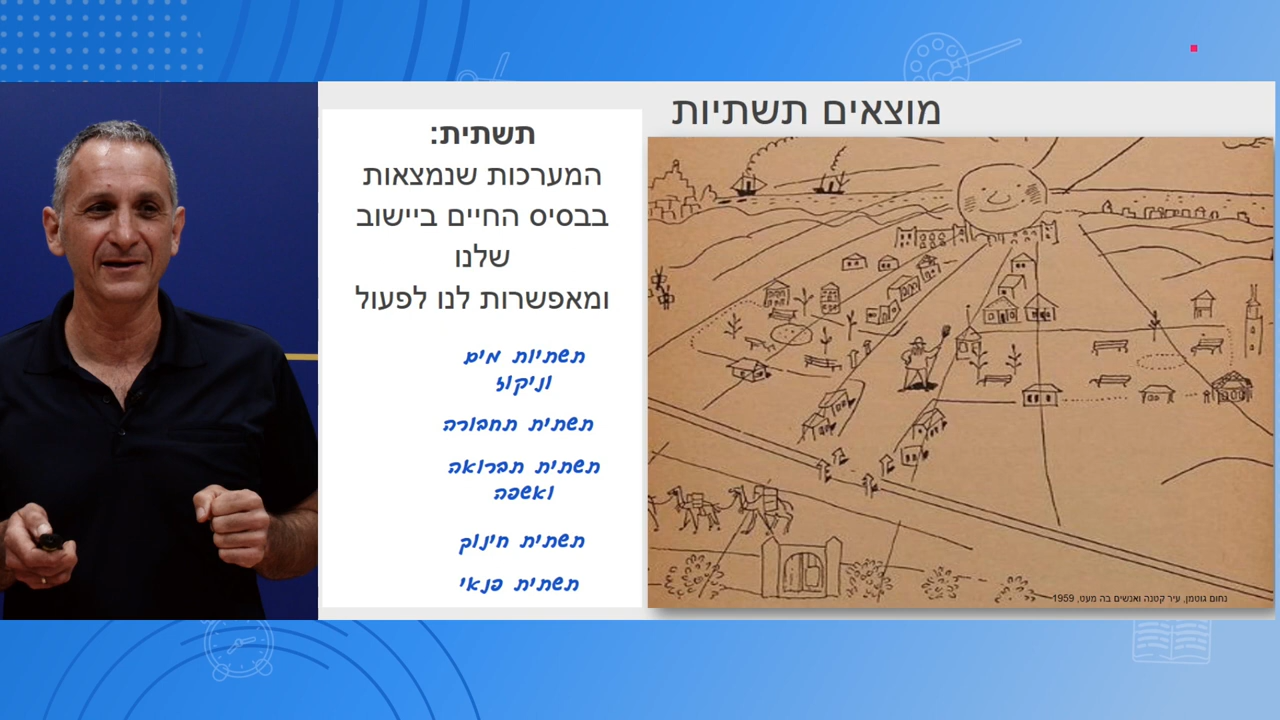 מוצאים תשתיות
תשתית:
המערכות שנמצאות
בבסיס החיים ביישוב
שלנו
ומאפשרות לנו לפעול
תשתיות מים
וניקוז
תשתית תחבורה
תשתית תברואה
ואשפה
תשתית חינוך
תשתית פנאי
נחום גוטמן, עיר קטנה ואנשים בה מעט, 1959